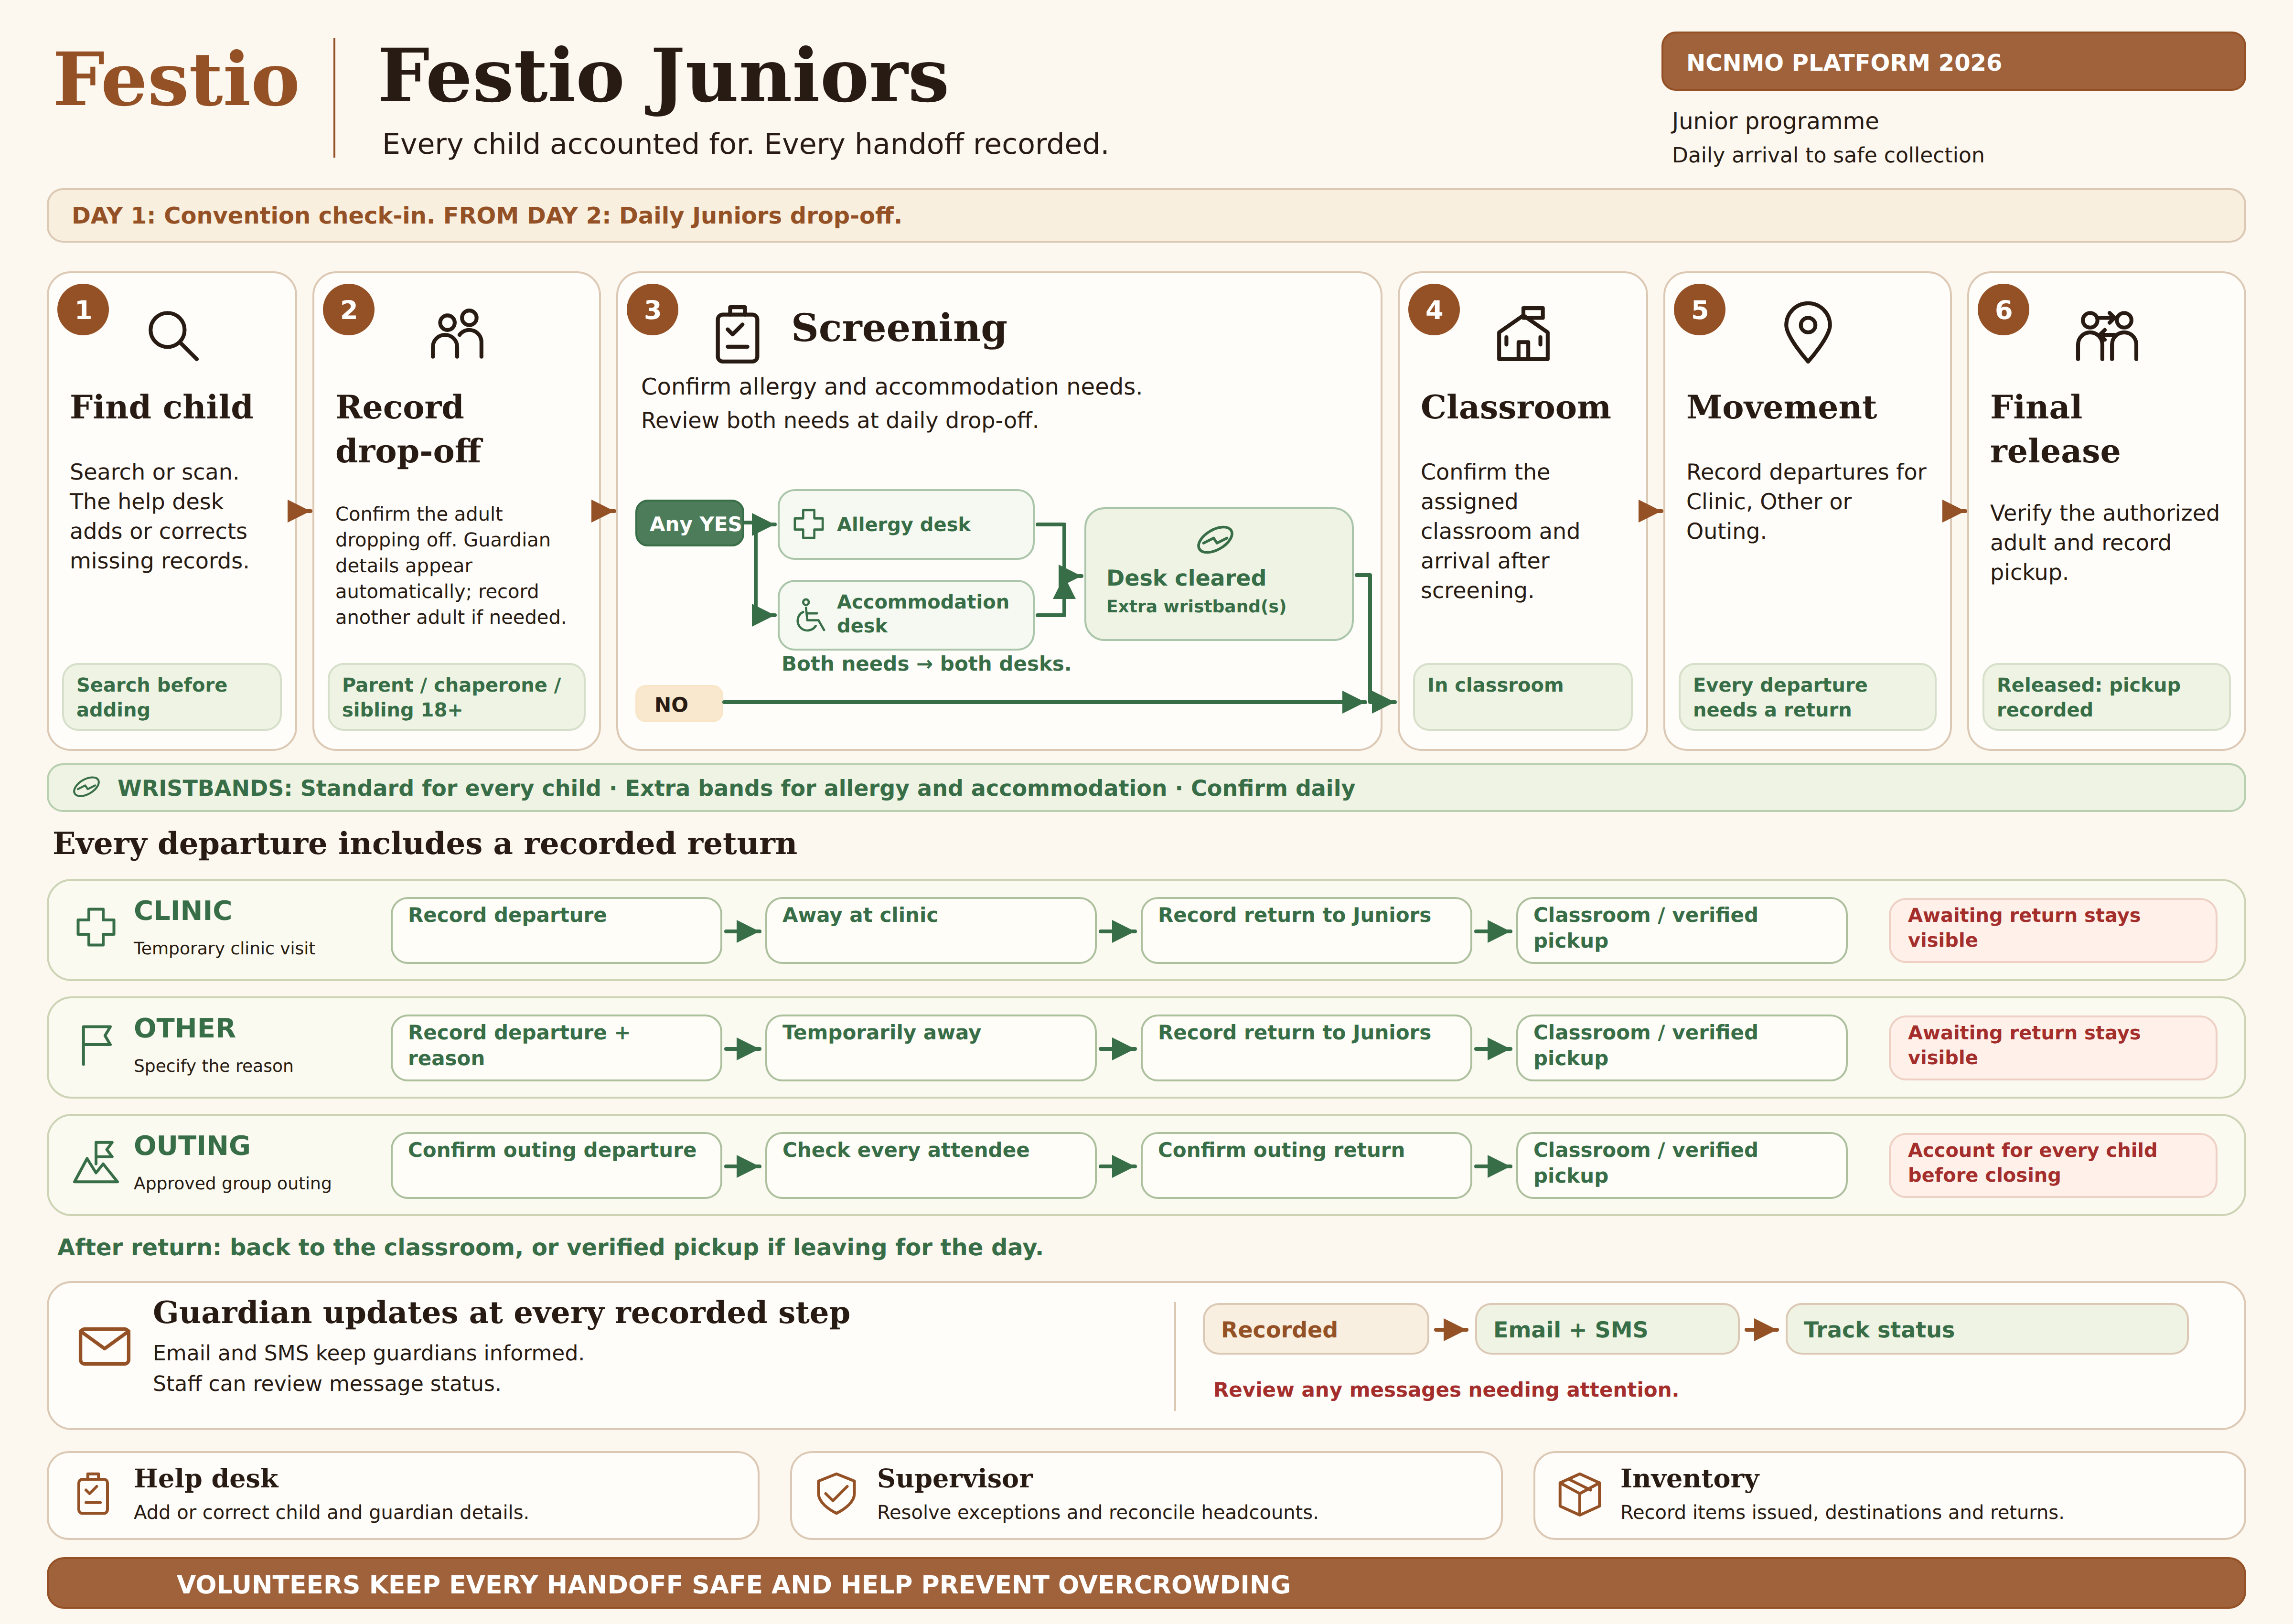 Festio
Festio Juniors
Every child accounted for. Every handoff recorded.
NCNMO PLATFORM 2026
Junior programme
Daily arrival to safe collection
DAY 1: Convention check-in. FROM DAY 2: Daily Juniors drop-off.
1
Find child
Search or scan.
The help desk
adds or corrects
missing records.
Search before
adding
2
Record
drop-off
Confirm the adult
dropping off. Guardian
details appear
automatically; record
another adult if needed.
Parent / chaperone /
sibling 18+
3
Screening
Confirm allergy and accommodation needs.
Review both needs at daily drop-off.
Any YES
Allergy desk
Accommodation
desk
Desk cleared
Extra wristband(s)
Both needs → both desks.
NO
4
Classroom
Confirm the
assigned
classroom and
arrival after
screening.
In classroom
5
Movement
Record departures for
Clinic, Other or
Outing.
Every departure
needs a return
6
Final
release
Verify the authorized
adult and record
pickup.
Released: pickup
recorded
WRISTBANDS: Standard for every child · Extra bands for allergy and accommodation · Confirm daily
Every departure includes a recorded return
CLINIC
Temporary clinic visit
Record departure
Away at clinic
Record return to Juniors
Classroom / verified
pickup
Awaiting return stays
visible
OTHER
Specify the reason
Record departure +
reason
Temporarily away
Record return to Juniors
Classroom / verified
pickup
Awaiting return stays
visible
OUTING
Approved group outing
Confirm outing departure
Check every attendee
Confirm outing return
Classroom / verified
pickup
Account for every child
before closing
After return: back to the classroom, or verified pickup if leaving for the day.
Guardian updates at every recorded step
Email and SMS keep guardians informed.
Staff can review message status.
Recorded
Email + SMS
Track status
Review any messages needing attention.
Help desk
Add or correct child and guardian details.
Supervisor
Resolve exceptions and reconcile headcounts.
Inventory
Record items issued, destinations and returns.
VOLUNTEERS KEEP EVERY HANDOFF SAFE AND HELP PREVENT OVERCROWDING